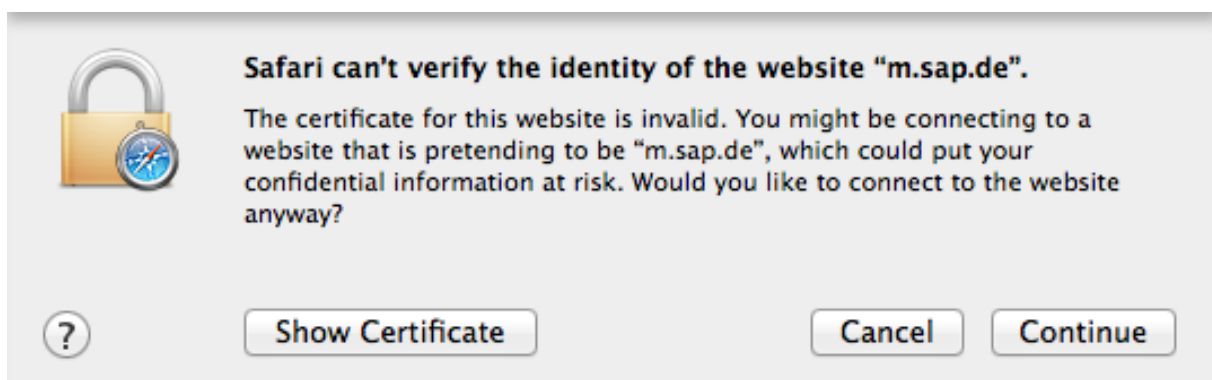 Safari can't verify the identity of the website “m.sap.de”.
The certificate for this website is invalid. You might be connecting to a
website that is pretending to be “m.sap.de”, which could put your
confidential information at risk. Would you like to connect to the website
anyway?
? Show Certificate Cancel Continue